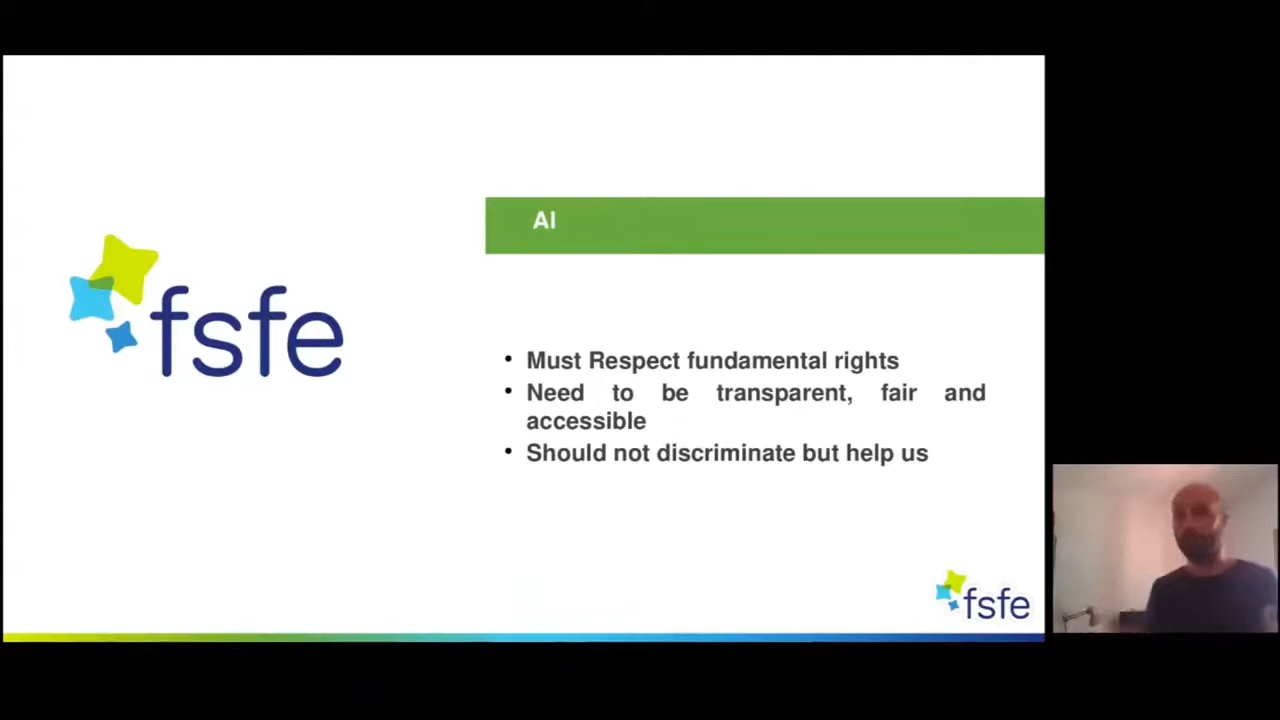 fsfe
AI
• Must Respect fundamental rights
• Need to be transparent, fair and
accessible
• Should not discriminate but help us
fsfe